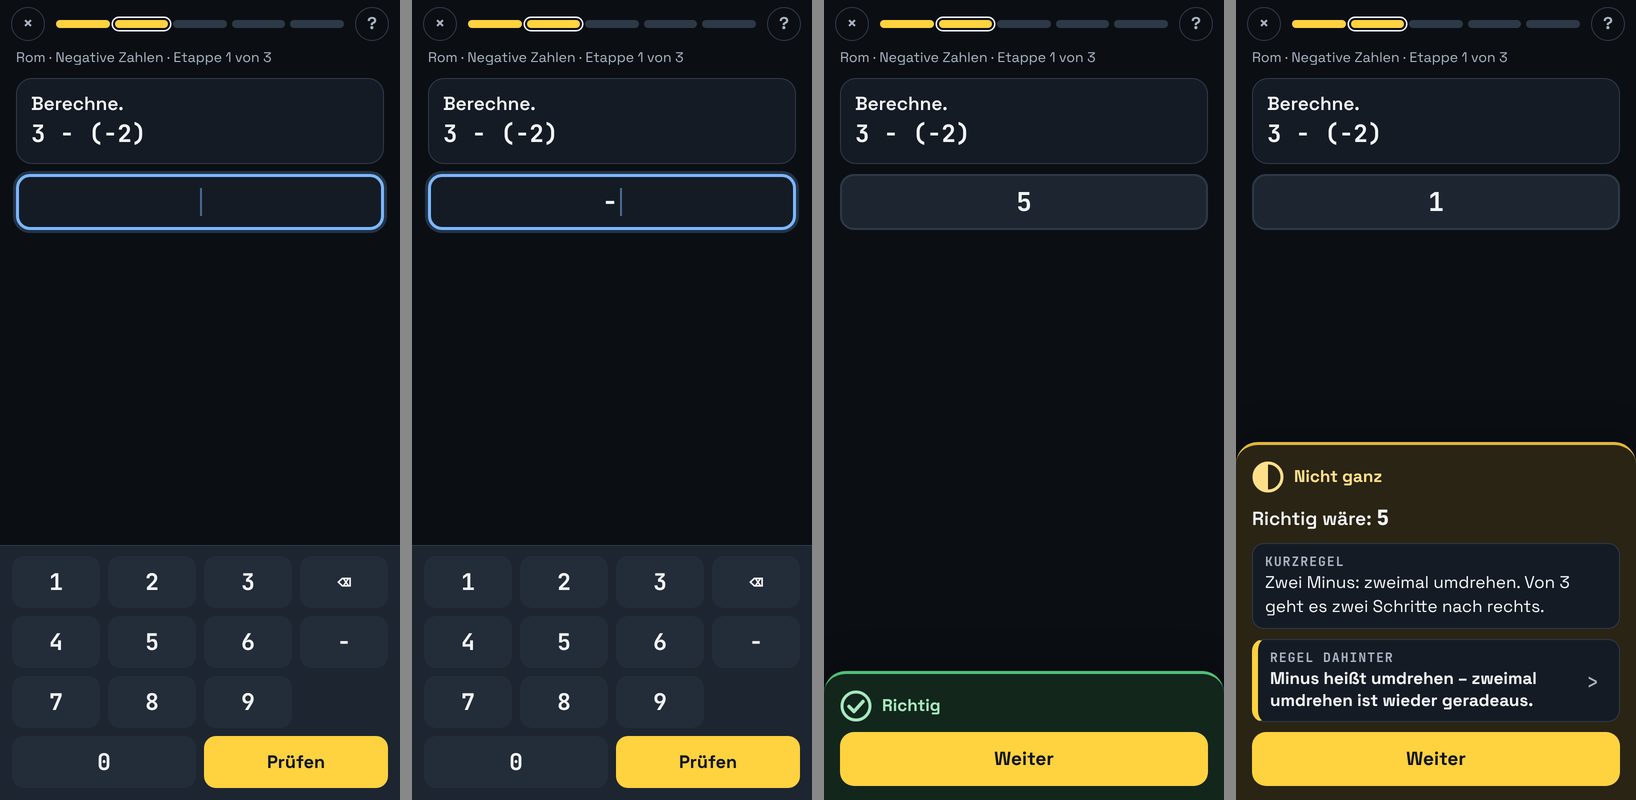 ×
?
Rom · Negative Zahlen · Etappe 1 von 3
Berechne.
3 - (-2)
1 2 3 ⌫
4 5 6 -
7 8 9
0 Prüfen
×
?
Rom · Negative Zahlen · Etappe 1 von 3
Berechne.
3 - (-2)
-
1 2 3 ⌫
4 5 6 -
7 8 9
0 Prüfen
×
?
Rom · Negative Zahlen · Etappe 1 von 3
Berechne.
3 - (-2)
5
Richtig
Weiter
×
?
Rom · Negative Zahlen · Etappe 1 von 3
Berechne.
3 - (-2)
1
Nicht ganz
Richtig wäre: 5
KURZREGEL
Zwei Minus: zweimal umdrehen. Von 3
geht es zwei Schritte nach rechts.
REGEL DAHINTER
Minus heißt umdrehen – zweimal
umdrehen ist wieder geradeaus.
>
Weiter